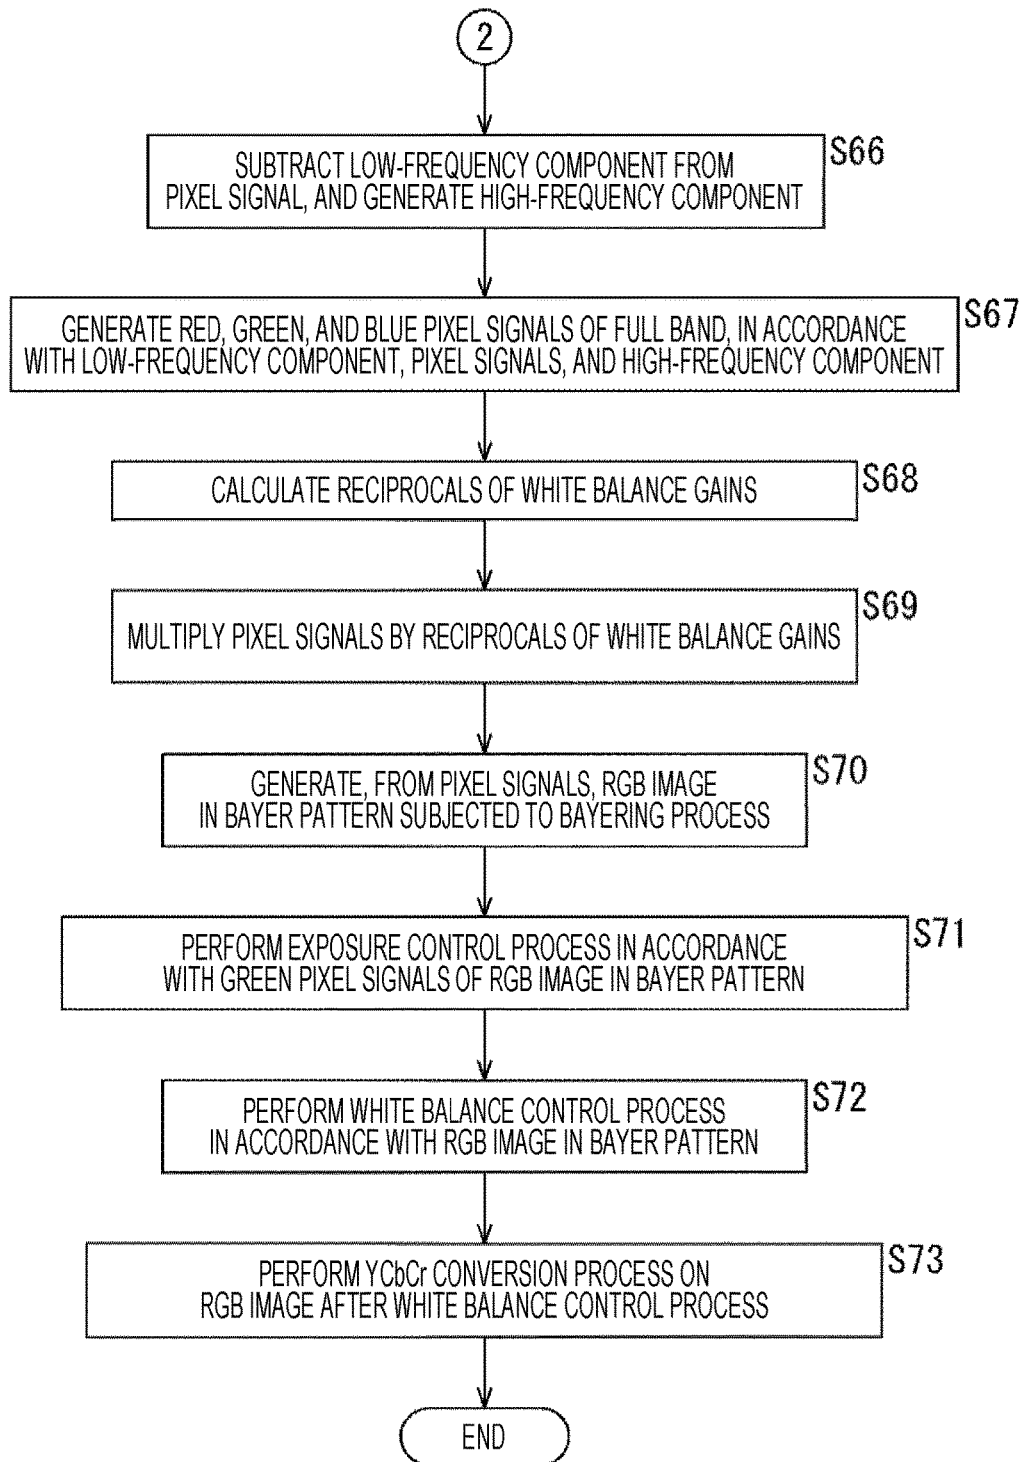 2
S66
SUBTRACT LOW-FREQUENCY COMPONENT FROM
PIXEL SIGNAL, AND GENERATE HIGH-FREQUENCY COMPONENT
S67
GENERATE RED, GREEN, AND BLUE PIXEL SIGNALS OF FULL BAND, IN ACCORDANCE
WITH LOW-FREQUENCY COMPONENT, PIXEL SIGNALS, AND HIGH-FREQUENCY COMPONENT
S68
CALCULATE RECIPROCALS OF WHITE BALANCE GAINS
S69
MULTIPLY PIXEL SIGNALS BY RECIPROCALS OF WHITE BALANCE GAINS
S70
GENERATE, FROM PIXEL SIGNALS, RGB IMAGE
IN BAYER PATTERN SUBJECTED TO BAYERING PROCESS
S71
PERFORM EXPOSURE CONTROL PROCESS IN ACCORDANCE
WITH GREEN PIXEL SIGNALS OF RGB IMAGE IN BAYER PATTERN
S72
PERFORM WHITE BALANCE CONTROL PROCESS
IN ACCORDANCE WITH RGB IMAGE IN BAYER PATTERN
S73
PERFORM YCbCr CONVERSION PROCESS ON
RGB IMAGE AFTER WHITE BALANCE CONTROL PROCESS
END